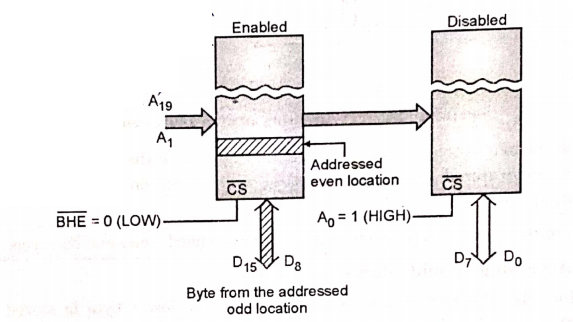 Enabled
Disabled
A19
A1
Addressed
even location
CS
CS
BHE = 0 (LOW)
A0 = 1 (HIGH)
D15 D8
D7 D0
Byte from the addressed
odd location